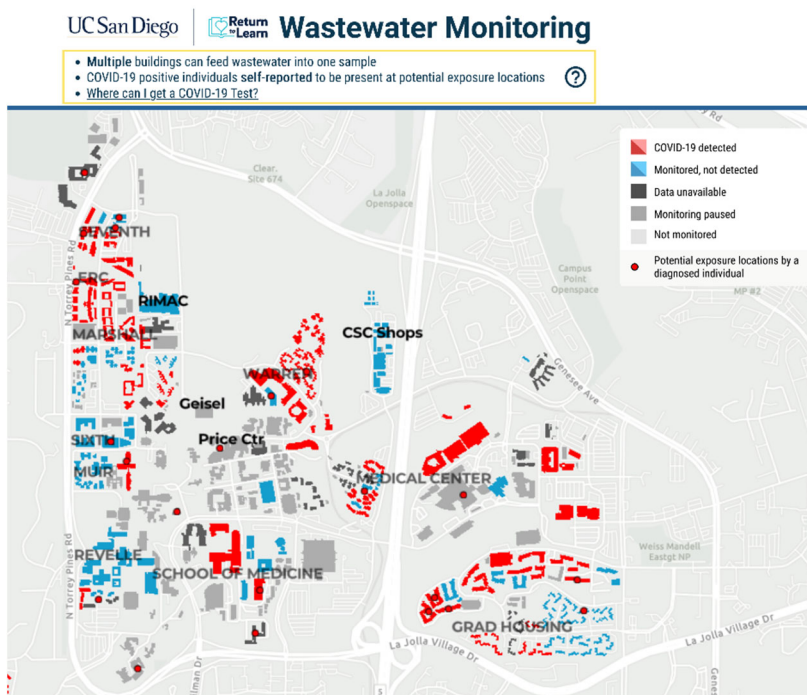 UC San Diego
Return
to Learn
Wastewater Monitoring
• Multiple buildings can feed wastewater into one sample
• COVID-19 positive individuals self-reported to be present at potential exposure locations
• Where can I get a COVID-19 Test?
?
COVID-19 detected
Monitored, not detected
Data unavailable
Monitoring paused
Not monitored
Potential exposure locations by a
diagnosed individual
Clear.
Site 674
La Jolla
Openspace
SEVENTH
N Torrey Pines Rd
ERC
RIMAC
Campus
Point
Openspace
MP #2
MARSHALL
CSC Shops
WARREN
Genesee Ave
Geisel
SIXTH
Price Ctr
MUIR
MEDICAL CENTER
REVELLE
SCHOOL OF MEDICINE
Weiss Mandell
Eastgt NP
N Torrey Pines Rd
GRAD HOUSING
La Jolla Village Dr
La Jolla Village Dr
5